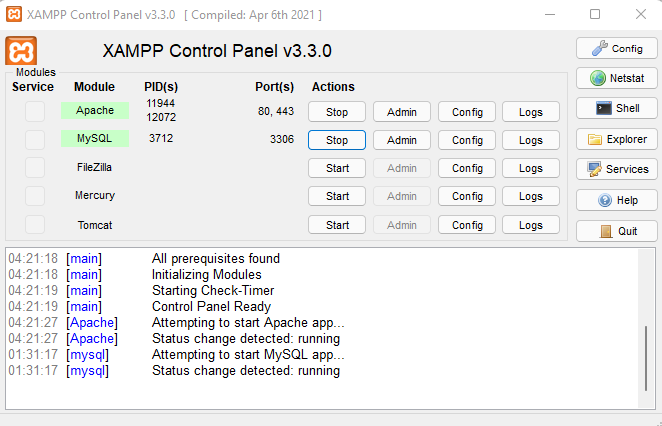 XAMPP Control Panel v3.3.0 [ Compiled: Apr 6th 2021 ]
XAMPP Control Panel v3.3.0
Config
Modules
Service Module PID(s) Port(s) Actions
Netstat
Apache 11944 12072 80, 443 Stop Admin Config Logs
Shell
MySQL 3712 3306 Stop Admin Config Logs
Explorer
FileZilla Start Admin Config Logs
Services
Mercury Start Admin Config Logs
Help
Tomcat Start Admin Config Logs
Quit
04:21:18 [main] All prerequisites found
04:21:18 [main] Initializing Modules
04:21:19 [main] Starting Check-Timer
04:21:19 [main] Control Panel Ready
04:21:27 [Apache] Attempting to start Apache app...
04:21:27 [Apache] Status change detected: running
01:31:17 [mysql] Attempting to start MySQL app...
01:31:17 [mysql] Status change detected: running